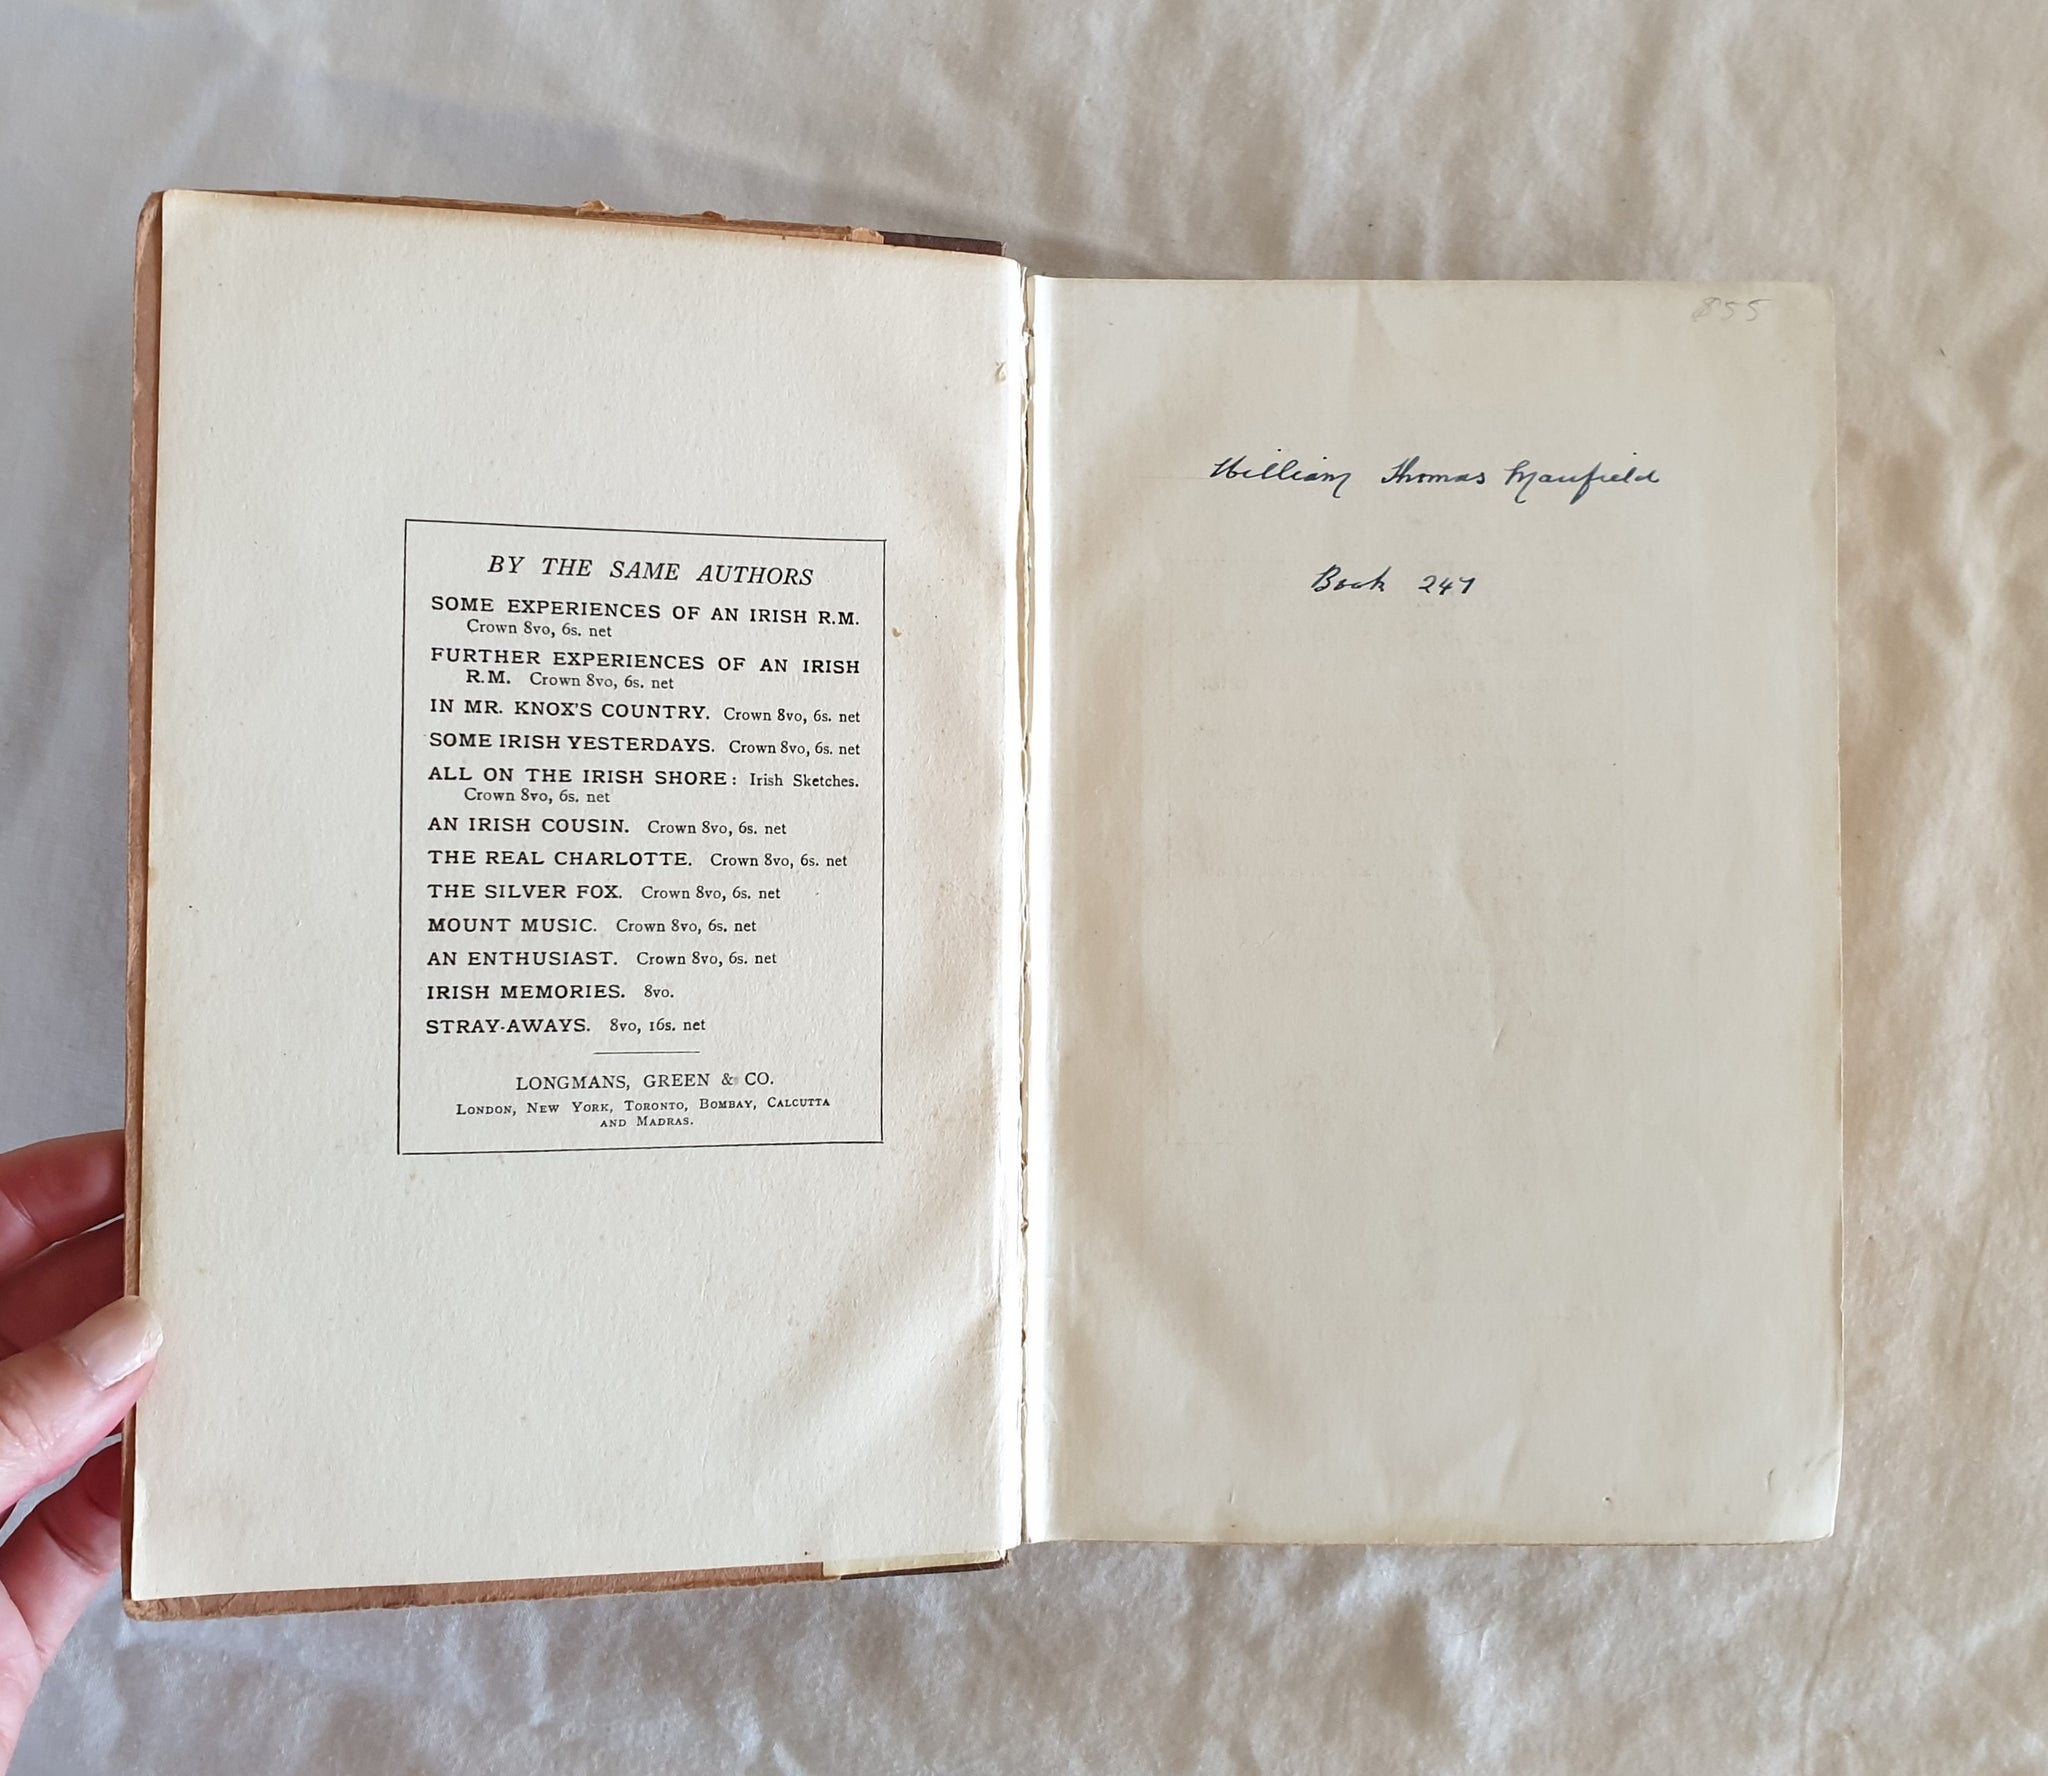 BY THE SAME AUTHORS
SOME EXPERIENCES OF AN IRISH R.M.
Crown 8vo, 6s. net
FURTHER EXPERIENCES OF AN IRISH
R.M. Crown 8vo, 6s. net
IN MR. KNOX'S COUNTRY. Crown 8vo, 6s. net
SOME IRISH YESTERDAYS. Crown 8vo, 6s. net
ALL ON THE IRISH SHORE: Irish Sketches.
Crown 8vo, 6s. net
AN IRISH COUSIN. Crown 8vo, 6s. net
THE REAL CHARLOTTE. Crown 8vo, 6s. net
THE SILVER FOX. Crown 8vo, 6s. net
MOUNT MUSIC. Crown 8vo, 6s. net
AN ENTHUSIAST. Crown 8vo, 6s. net
IRISH MEMORIES. 8vo.
STRAY-AWAYS. 8vo, 16s. net
LONGMANS, GREEN & CO.
LONDON, NEW YORK, TORONTO, BOMBAY, CALCUTTA
AND MADRAS.
$55
William Thomas Manfield
Book 247